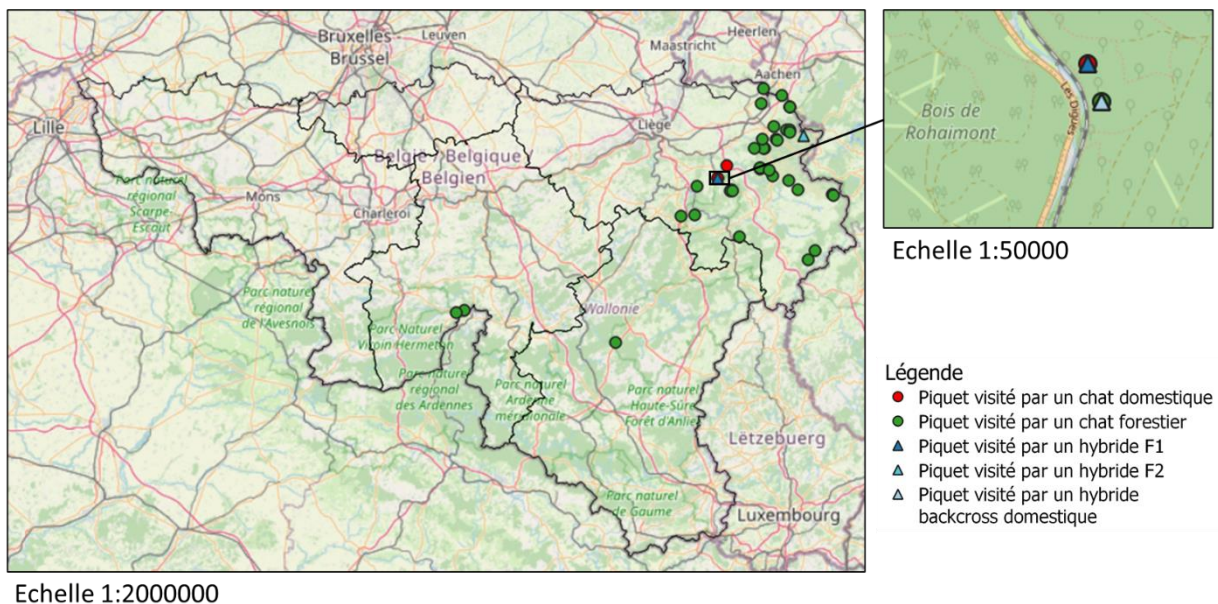 Bruxelles-
Brussel
Leuven
Maastricht
Heerlen
Aachen
Lille
Liège
België / Belgique /
Belgien
Parc naturel
régional
Scarpe-
Escaut
Mons
Charleroi
Parc naturel
régional
de l'Avesnois
Parc Naturel
Viroin Hermeton
Wallonie
Parc naturel
régional
des Ardennes
Parc naturel
Ardenne
méridionale
Parc naturel
Haute-Sûre
Forêt d'Anlier
Lëtzebuerg
Parc naturel
de Gaume
Luxembourg
Echelle 1:2000000
Bois de
Rohaimont
Les Digues
Echelle 1:50000
Légende
Piquet visité par un chat domestique
Piquet visité par un chat forestier
Piquet visité par un hybride F1
Piquet visité par un hybride F2
Piquet visité par un hybride
backcross domestique